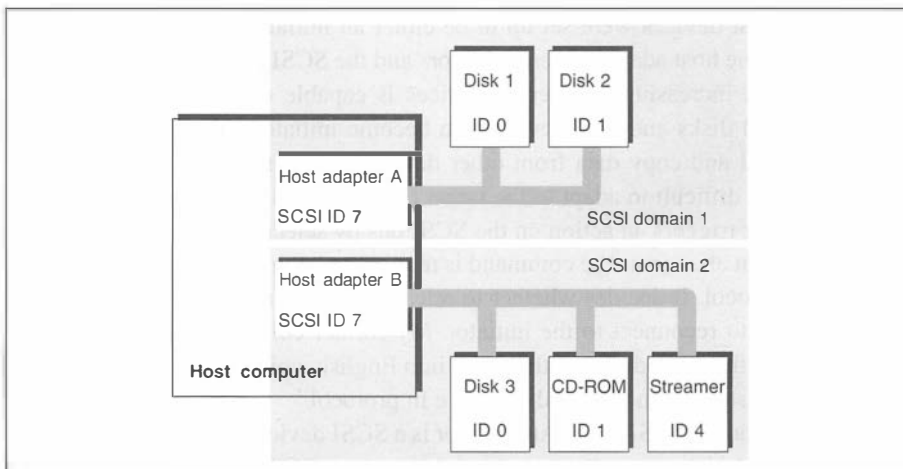 Disk 1
ID 0
Disk 2
ID 1
Host adapter A
SCSI ID 7
SCSI domain 1
SCSI domain 2
Host adapter B
SCSI ID 7
Host computer
Disk 3
ID 0
CD-ROM
ID 1
Streamer
ID 4